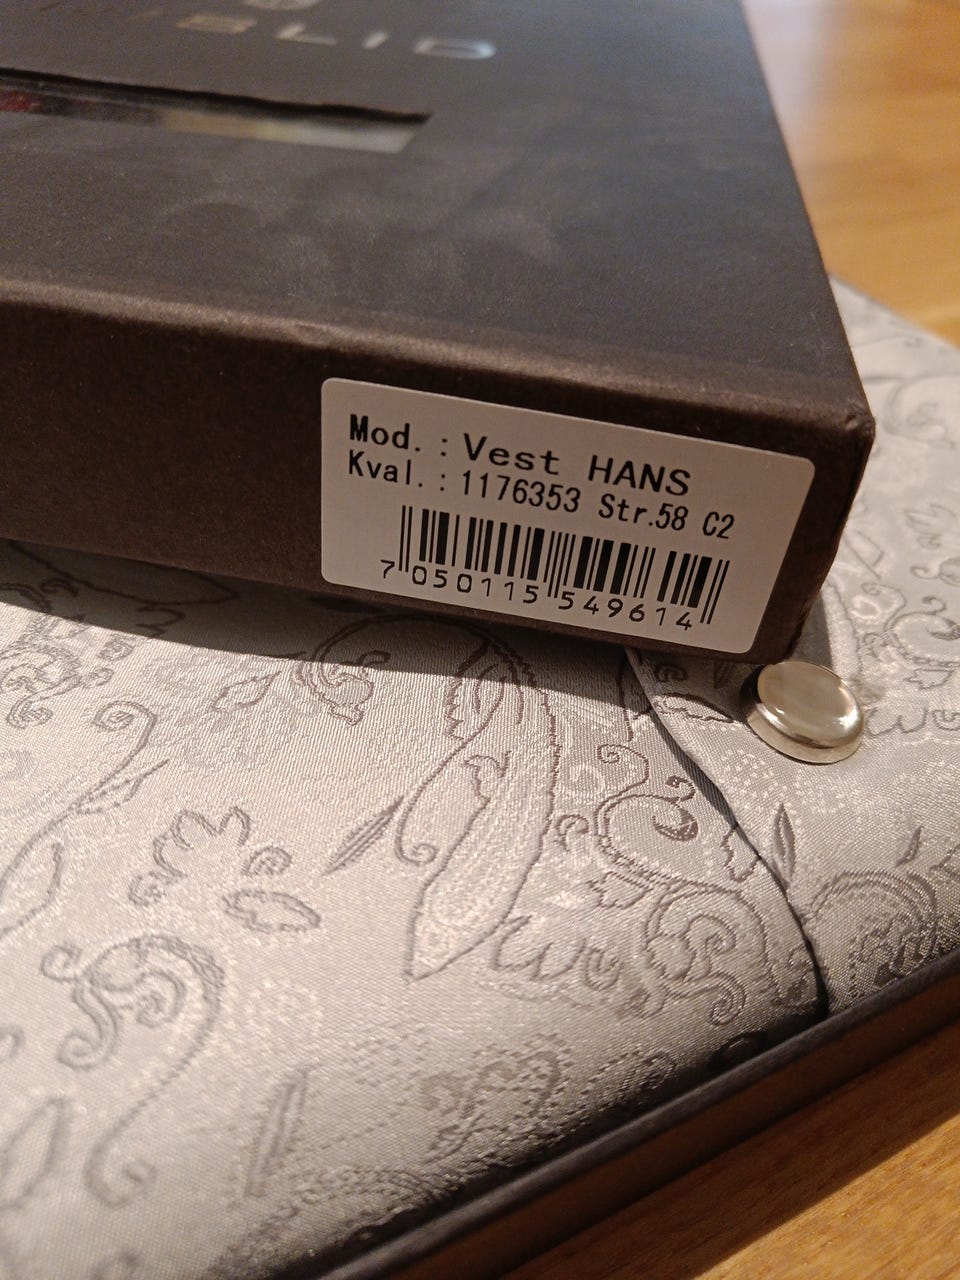 Mod. : Vest HANS
Kval. : 1176353 Str.58 C2
7 050115 549614